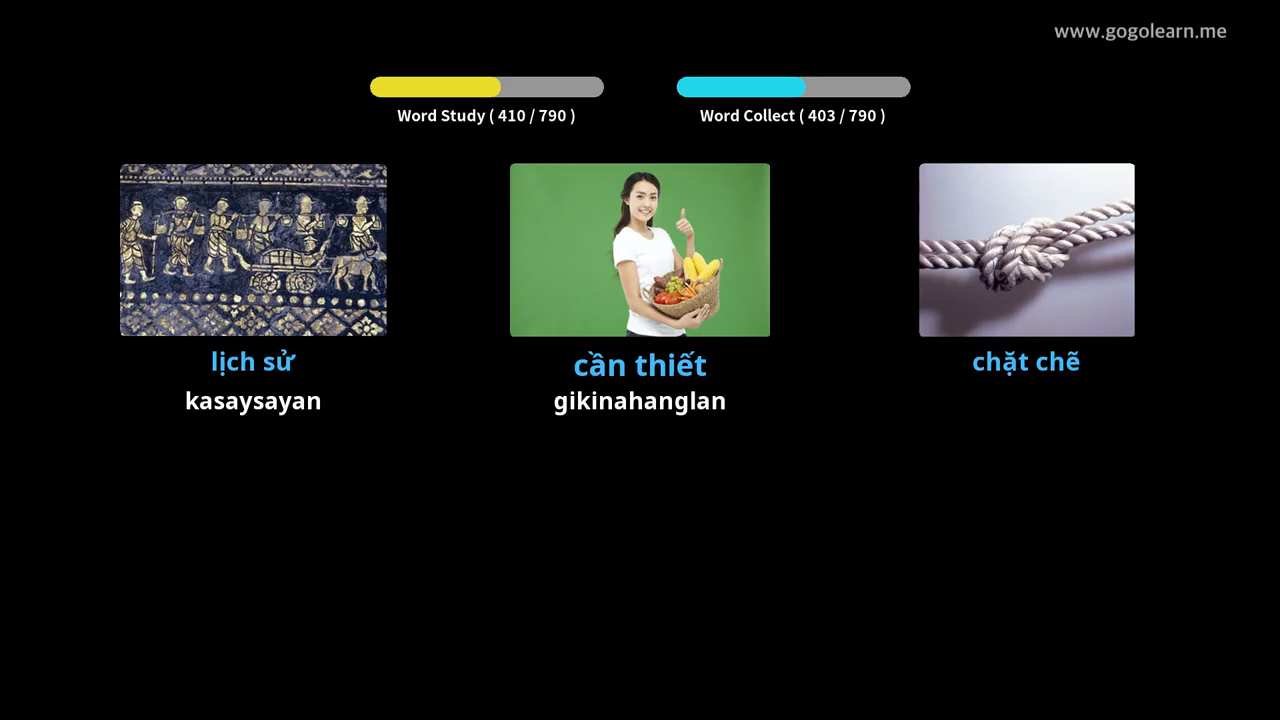 www.gogolearn.me
Word Study ( 410 / 790 )
Word Collect ( 403 / 790 )
lịch sử
cần thiết
chặt chẽ
kasaysayan
gikinahanglan